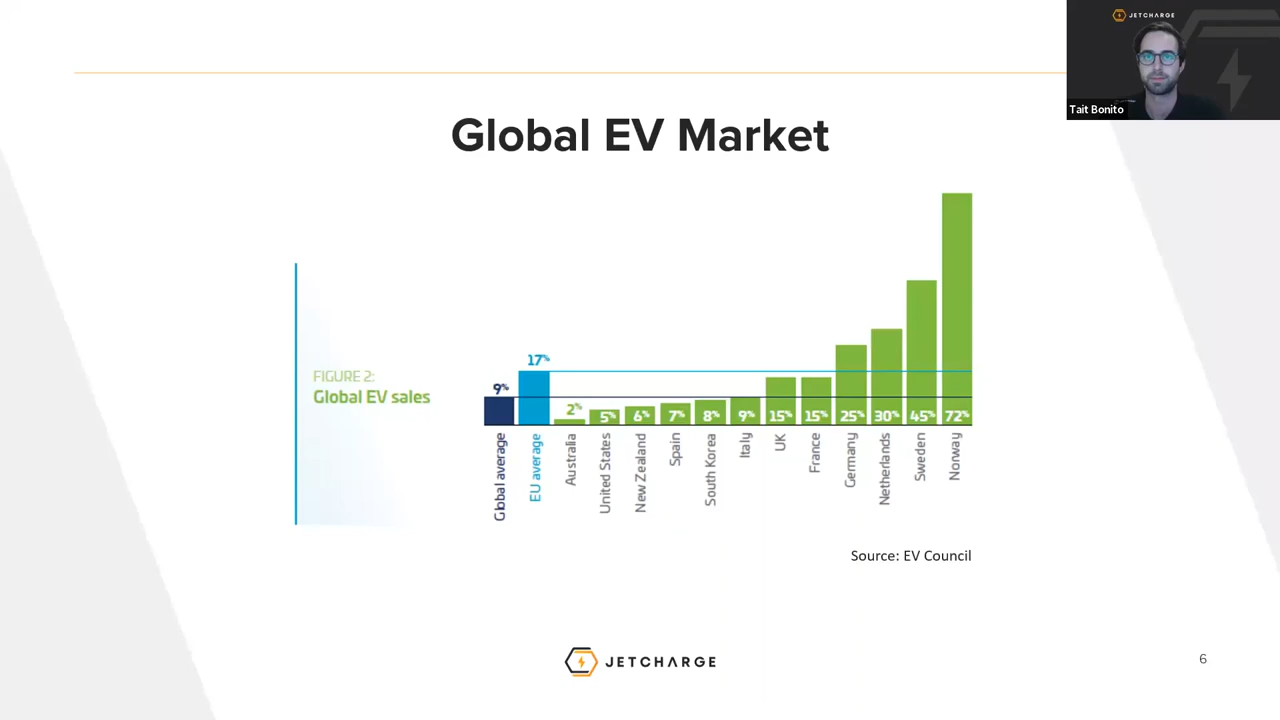 JETCHARGE
Tait Bonito
Global EV Market
FIGURE 2:
Global EV sales
9%
17%
2%
5%
6%
7%
8%
9%
15%
15%
25%
30%
45%
72%
Global average
EU average
Australia
United States
New Zealand
Spain
South Korea
Italy
UK
France
Germany
Netherlands
Sweden
Norway
Source: EV Council
JETCHARGE
6